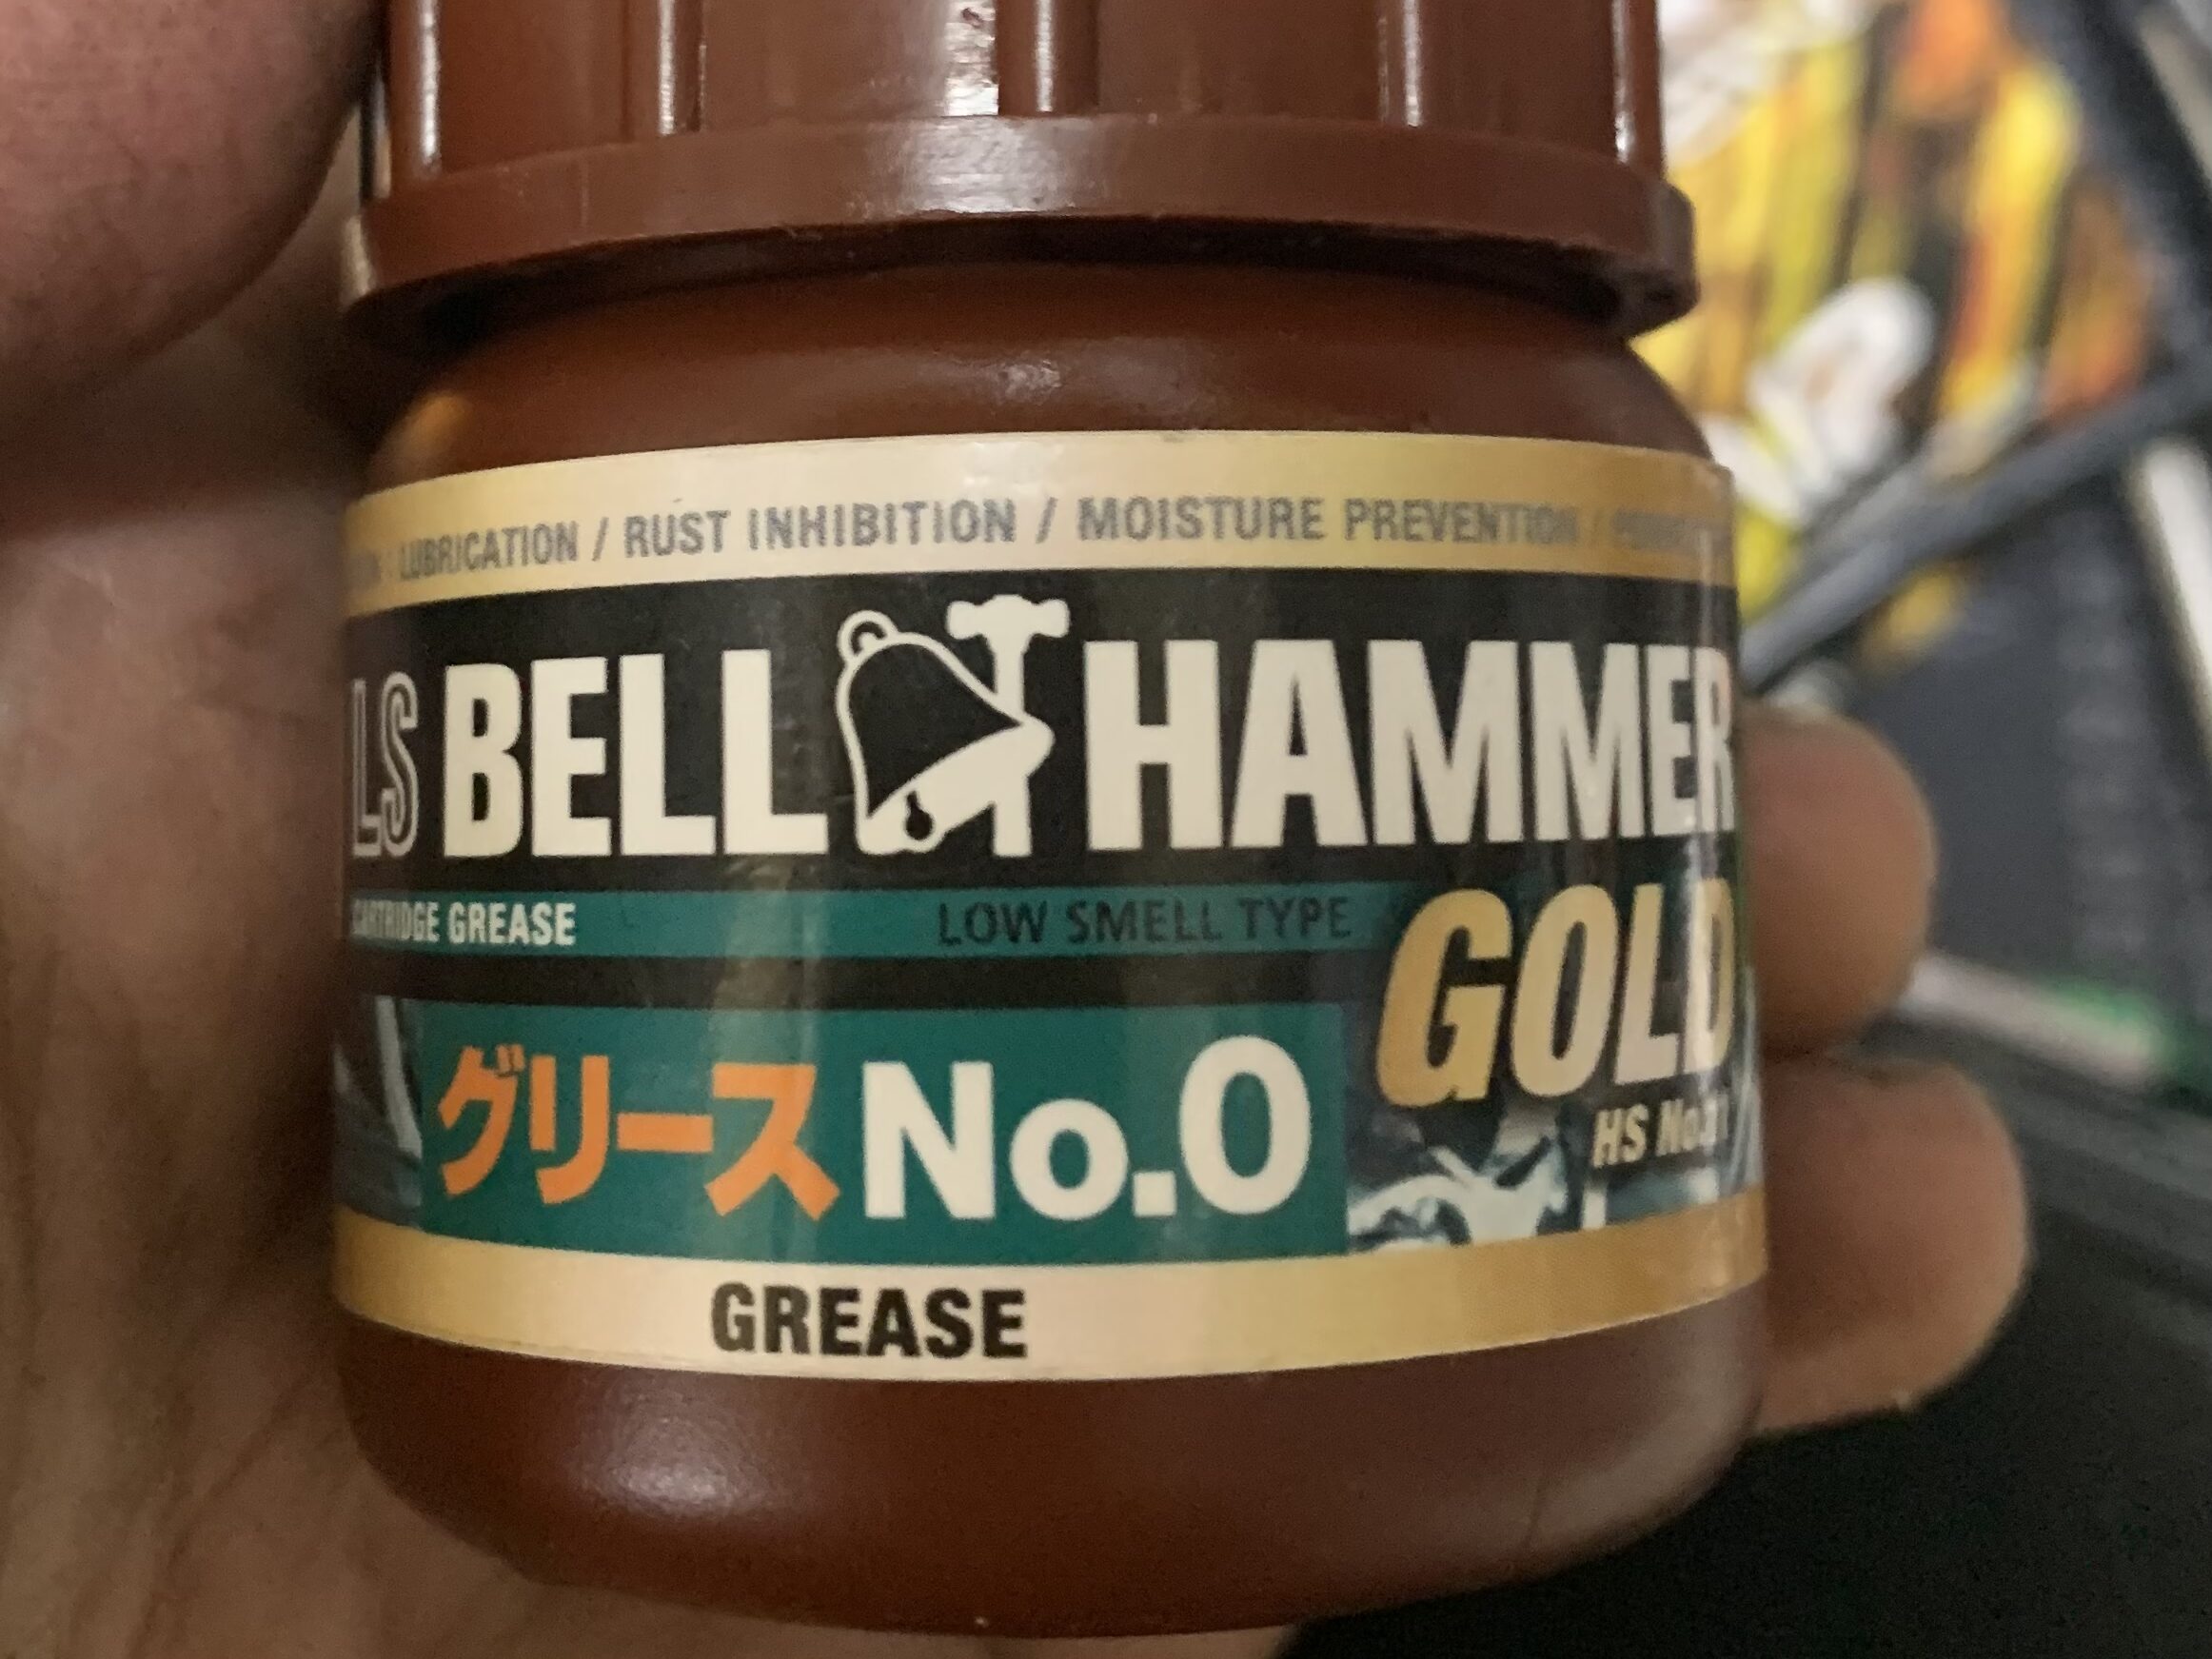 LUBRICATION / RUST INHIBITION / MOISTURE PREVENTION /
LS BELL HAMMER
CARTRIDGE GREASE LOW SMELL TYPE
GOLD
HS
グリース No.0
GREASE